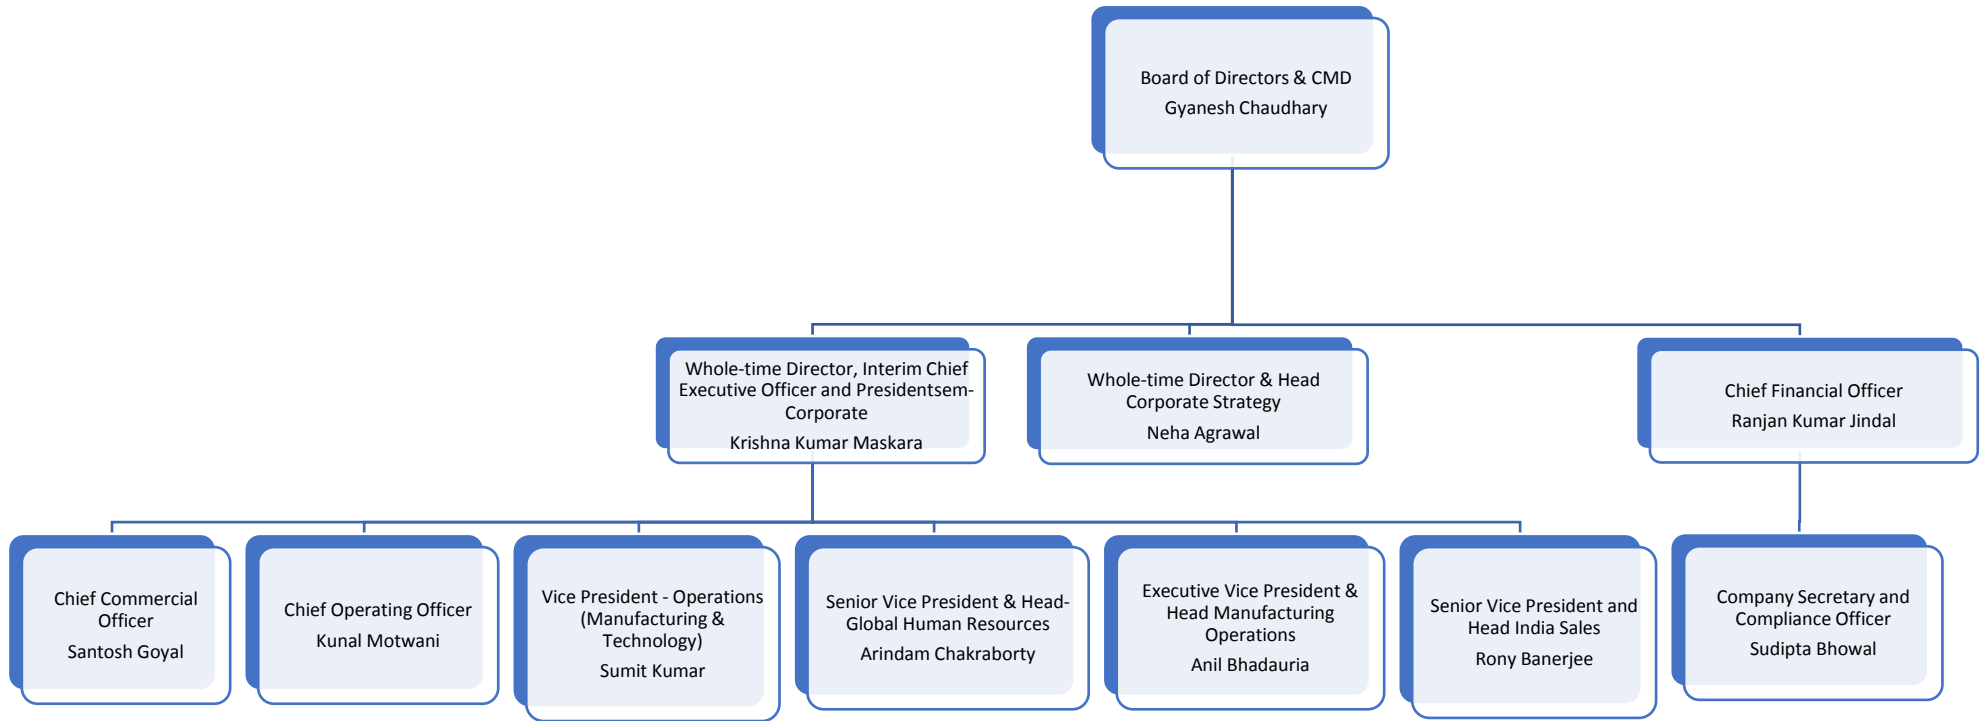 Board of Directors & CMD
Gyanesh Chaudhary
Whole-time Director, Interim Chief
Executive Officer and Presidentsem-
Corporate
Krishna Kumar Maskara
Whole-time Director & Head
Corporate Strategy
Neha Agrawal
Chief Financial Officer
Ranjan Kumar Jindal
Chief Commercial
Officer
Santosh Goyal
Chief Operating Officer
Kunal Motwani
Vice President - Operations
(Manufacturing &
Technology)
Sumit Kumar
Senior Vice President & Head-
Global Human Resources
Arindam Chakraborty
Executive Vice President &
Head Manufacturing
Operations
Anil Bhadauria
Senior Vice President and
Head India Sales
Rony Banerjee
Company Secretary and
Compliance Officer
Sudipta Bhowal